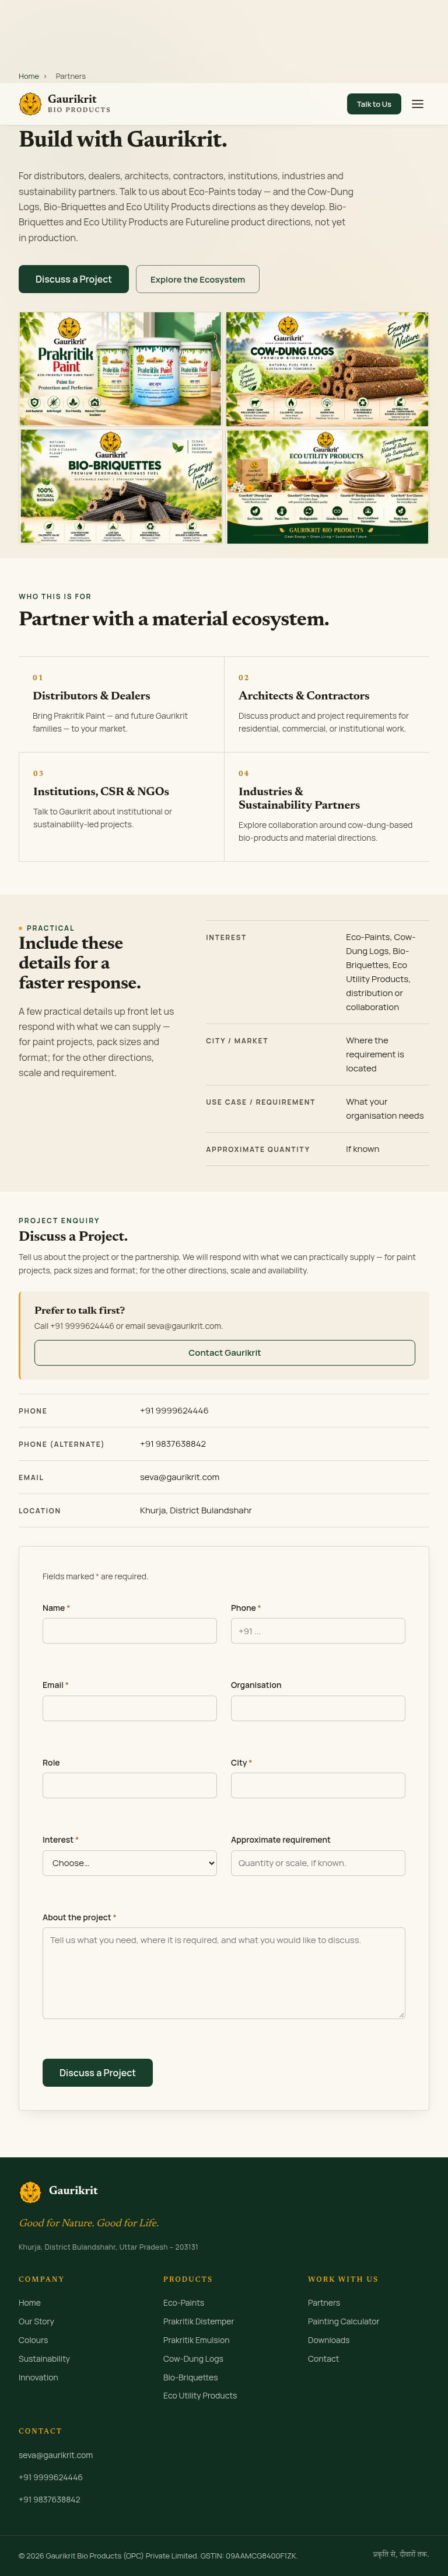 Home › Partners
Gaurikrit
BIO PRODUCTS
Talk to Us
Build with Gaurikrit.
For distributors, dealers, architects, contractors, institutions, industries and
sustainability partners. Talk to us about Eco-Paints today — and the Cow-Dung
Logs, Bio-Briquettes and Eco Utility Products directions as they develop. Bio-
Briquettes and Eco Utility Products are Futureline product directions, not yet
in production.
Discuss a Project
Explore the Ecosystem
Gaurikrit
Prakritik
Paint
Paint for
Protection and Perfection
Gaurikrit
COW-DUNG LOGS
Energy by
Nature
Gaurikrit
BIO-BRIQUETTES
PREMIUM RENEWABLE BIOMASS FUEL
100%
NATURAL
Energy by
Nature
Gaurikrit
ECO UTILITY PRODUCTS
Sustainable Solutions from Nature
GAURIKRIT BIO PRODUCTS
WHO THIS IS FOR
Partner with a material ecosystem.
01
Distributors & Dealers
Bring Prakritik Paint — and future Gaurikrit
families — to your market.
02
Architects & Contractors
Discuss product and project requirements for
residential, commercial, or institutional work.
03
Institutions, CSR & NGOs
Talk to Gaurikrit about institutional or
sustainability-led projects.
04
Industries &
Sustainability Partners
Explore collaboration around cow-dung-based
bio-products and material directions.
PRACTICAL
Include these
details for a
faster response.
A few practical details up front let us
respond with what we can supply —
for paint projects, pack sizes and
format; for the other directions,
scale and requirement.
INTEREST
Eco-Paints, Cow-
Dung Logs, Bio-
Briquettes, Eco
Utility Products,
distribution or
collaboration
CITY / MARKET
Where the
requirement is
located
USE CASE / REQUIREMENT
What your
organisation needs
APPROXIMATE QUANTITY
If known
PROJECT ENQUIRY
Discuss a Project.
Tell us about the project or the partnership. We will respond with what we can practically supply — for paint
projects, pack sizes and format; for the other directions, scale and availability.
Prefer to talk first?
Call +91 9999624446 or email seva@gaurikrit.com.
Contact Gaurikrit
PHONE
+91 9999624446
PHONE (ALTERNATE)
+91 9837638842
EMAIL
seva@gaurikrit.com
LOCATION
Khurja, District Bulandshahr
Fields marked * are required.
Name *
Phone *
+91 ...
Email *
Organisation
Role
City *
Interest *
Choose...
Approximate requirement
Quantity or scale, if known.
About the project *
Tell us what you need, where it is required, and what you would like to discuss.
Discuss a Project
Gaurikrit
Good for Nature. Good for Life.
Khurja, District Bulandshahr, Uttar Pradesh – 203131
COMPANY
Home
Our Story
Colours
Sustainability
Innovation
PRODUCTS
Eco-Paints
Prakritik Distemper
Prakritik Emulsion
Cow-Dung Logs
Bio-Briquettes
Eco Utility Products
WORK WITH US
Partners
Painting Calculator
Downloads
Contact
CONTACT
seva@gaurikrit.com
+91 9999624446
+91 9837638842
© 2026 Gaurikrit Bio Products (OPC) Private Limited. GSTIN: 09AAMCG8400F1ZK.
प्रकृति से, दीवारों तक.